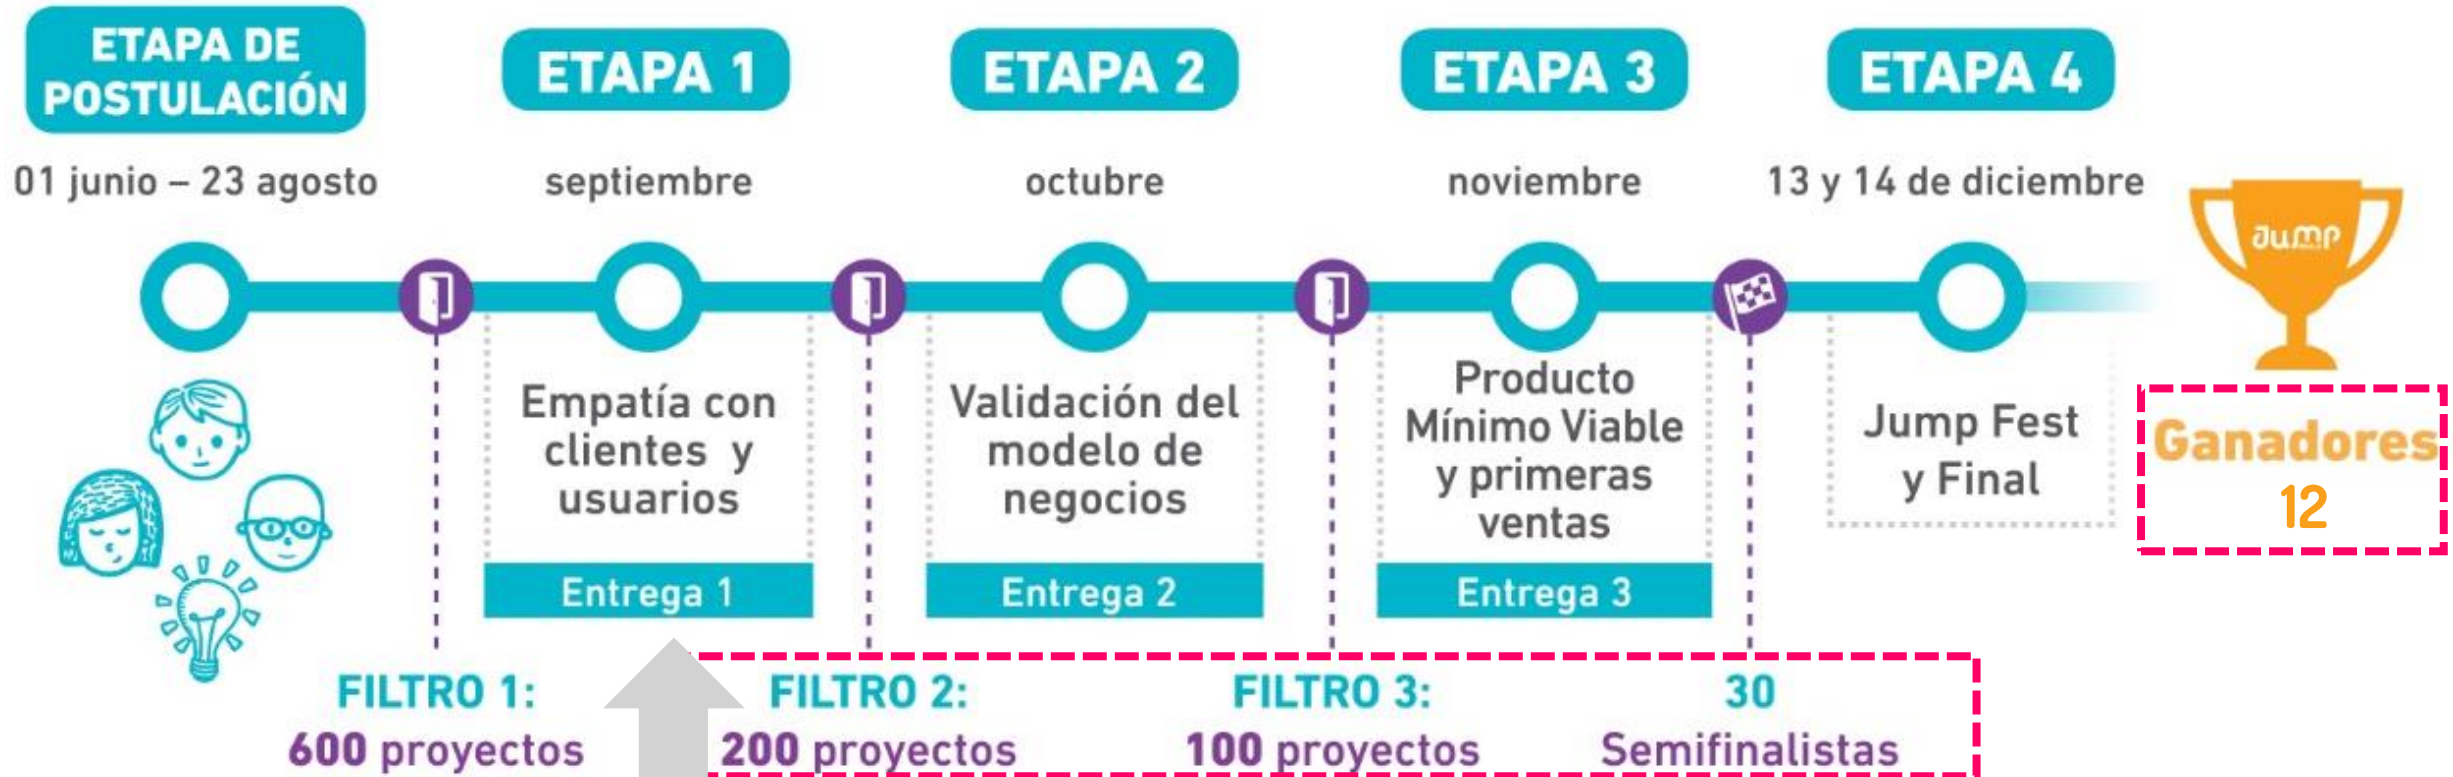 ETAPA DE
POSTULACIÓN
ETAPA 1
ETAPA 2
ETAPA 3
ETAPA 4
01 junio – 23 agosto
septiembre
octubre
noviembre
13 y 14 de diciembre
Jump
Empatía con
clientes y
usuarios
Entrega 1
Validación del
modelo de
negocios
Entrega 2
Producto
Mínimo Viable
y primeras
ventas
Entrega 3
Jump Fest
y Final
Ganadores
12
FILTRO 1:
600 proyectos
FILTRO 2:
200 proyectos
FILTRO 3:
100 proyectos
30
Semifinalistas